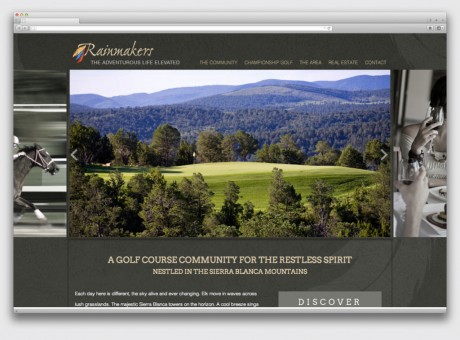 Rainmakers
THE ADVENTUROUS LIFE ELEVATED
THE COMMUNITY CHAMPIONSHIP GOLF THE AREA REAL ESTATE CONTACT
A GOLF COURSE COMMUNITY FOR THE RESTLESS SPIRIT
NESTLED IN THE SIERRA BLANCA MOUNTAINS
Each day here is different, the sky alive and ever changing. Elk move in waves across
lush grasslands. The majestic Sierra Blanca towers on the horizon. A cool breeze sings
DISCOVER